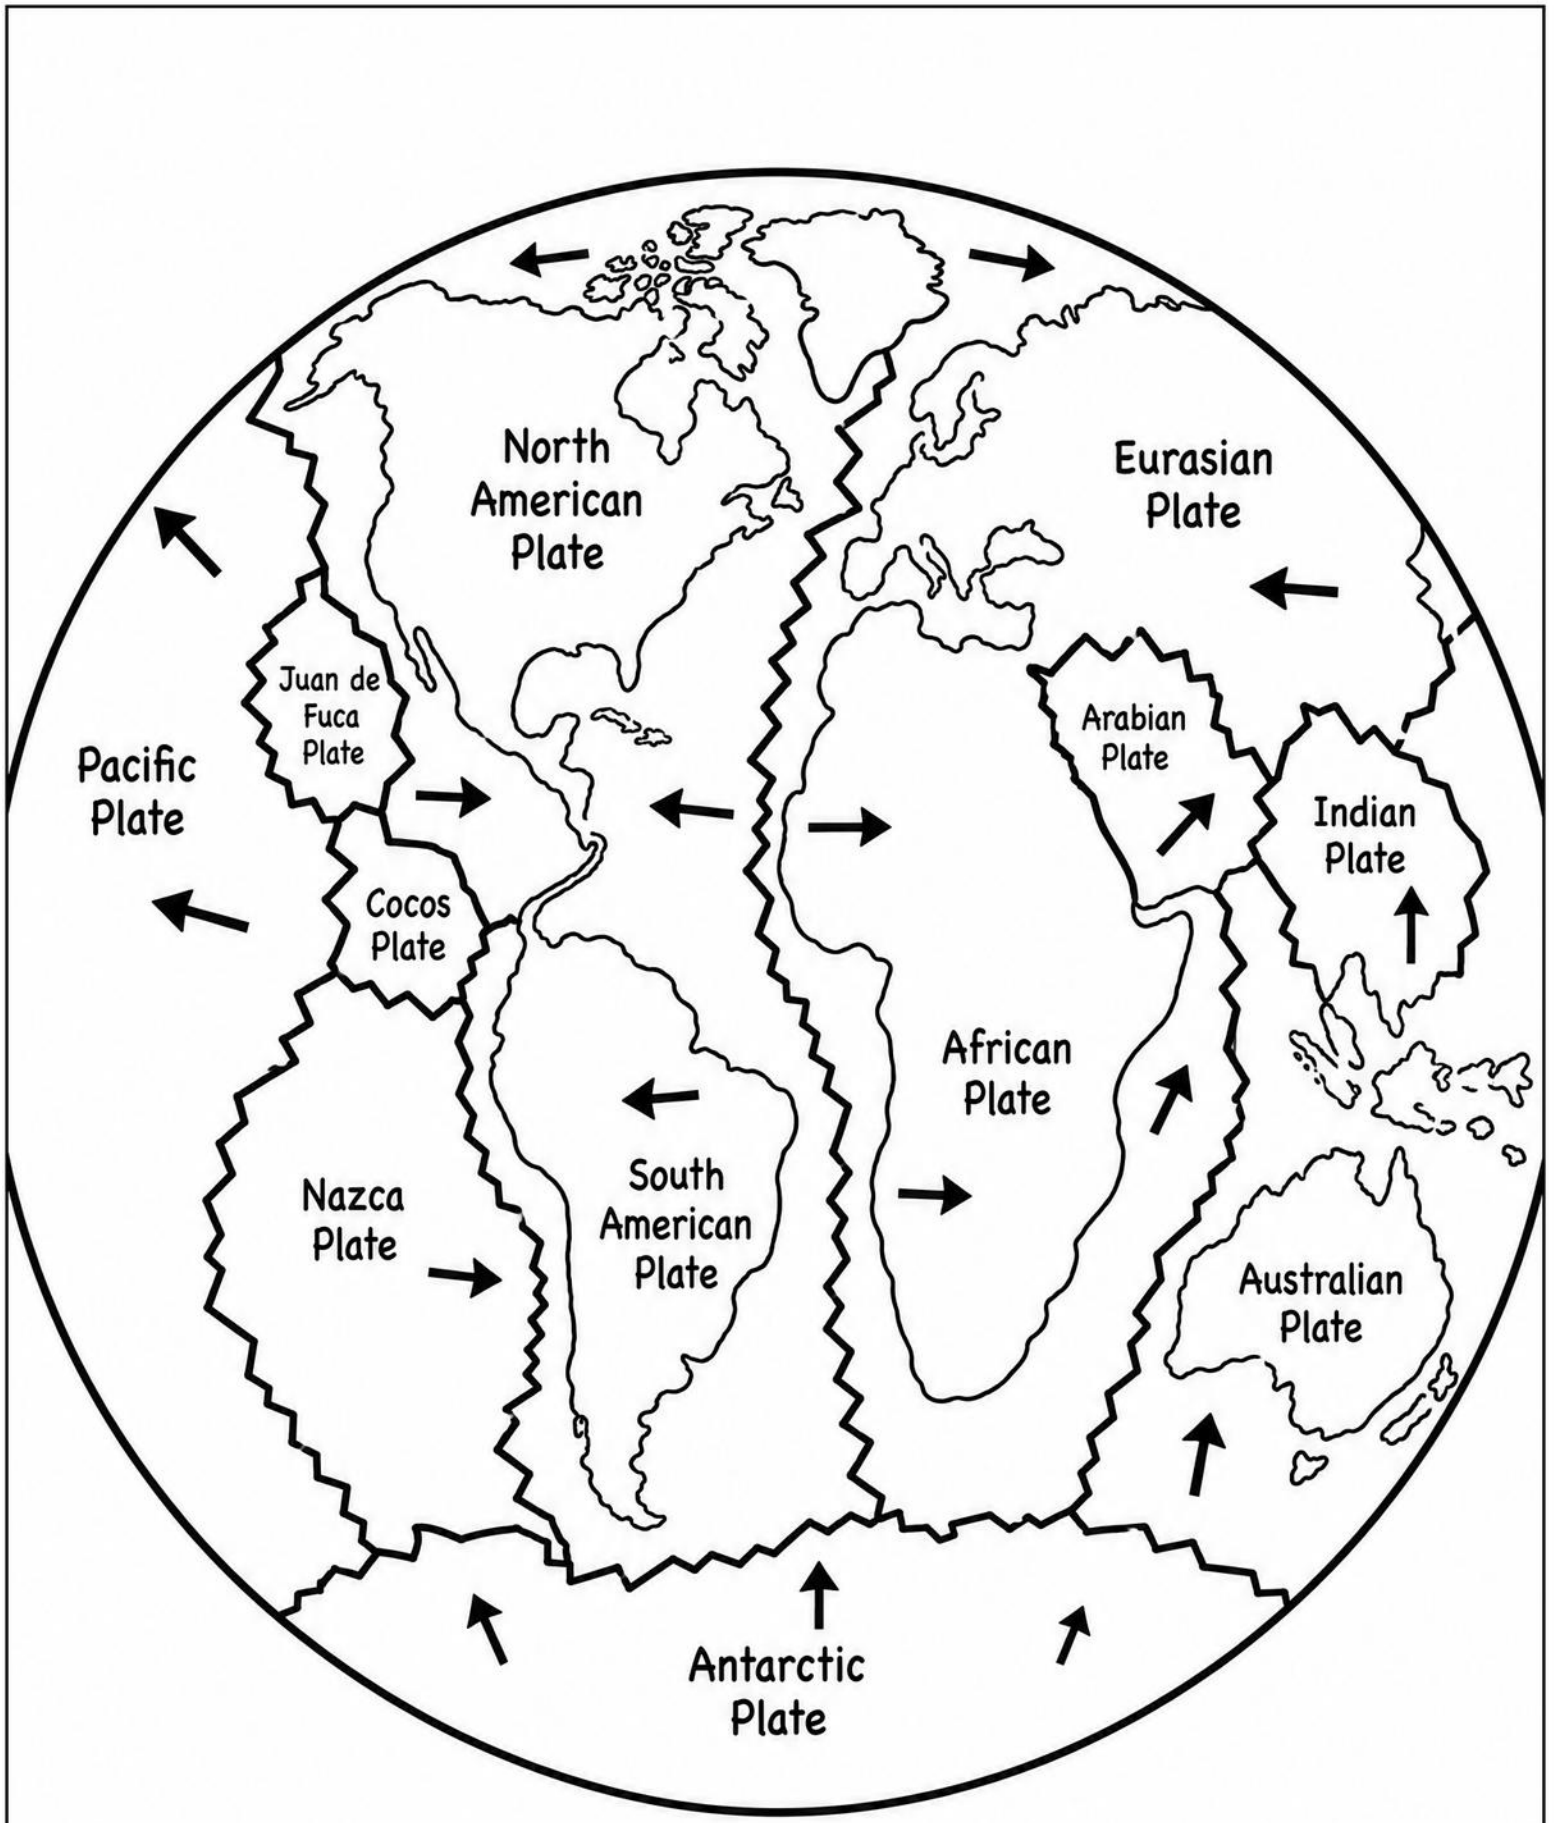 North
American
Plate
Eurasian
Plate
Juan de
Fuca
Plate
Arabian
Plate
Pacific
Plate
Indian
Plate
Cocos
Plate
African
Plate
Nazca
Plate
South
American
Plate
Australian
Plate
Antarctic
Plate